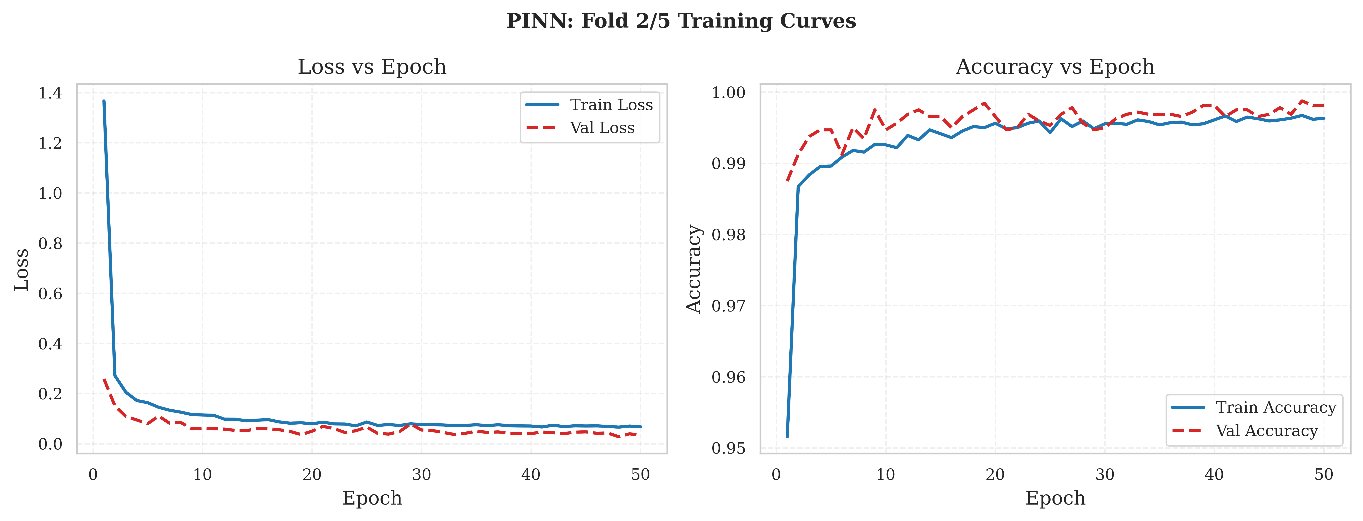 PINN: Fold 2/5 Training Curves
Loss vs Epoch
1.4
1.2
1.0
0.8
0.6
0.4
0.2
0.0
Loss
Train Loss
Val Loss
0 10 20 30 40 50
Epoch
Accuracy vs Epoch
1.00
0.99
0.98
0.97
0.96
0.95
Accuracy
Train Accuracy
Val Accuracy
0 10 20 30 40 50
Epoch